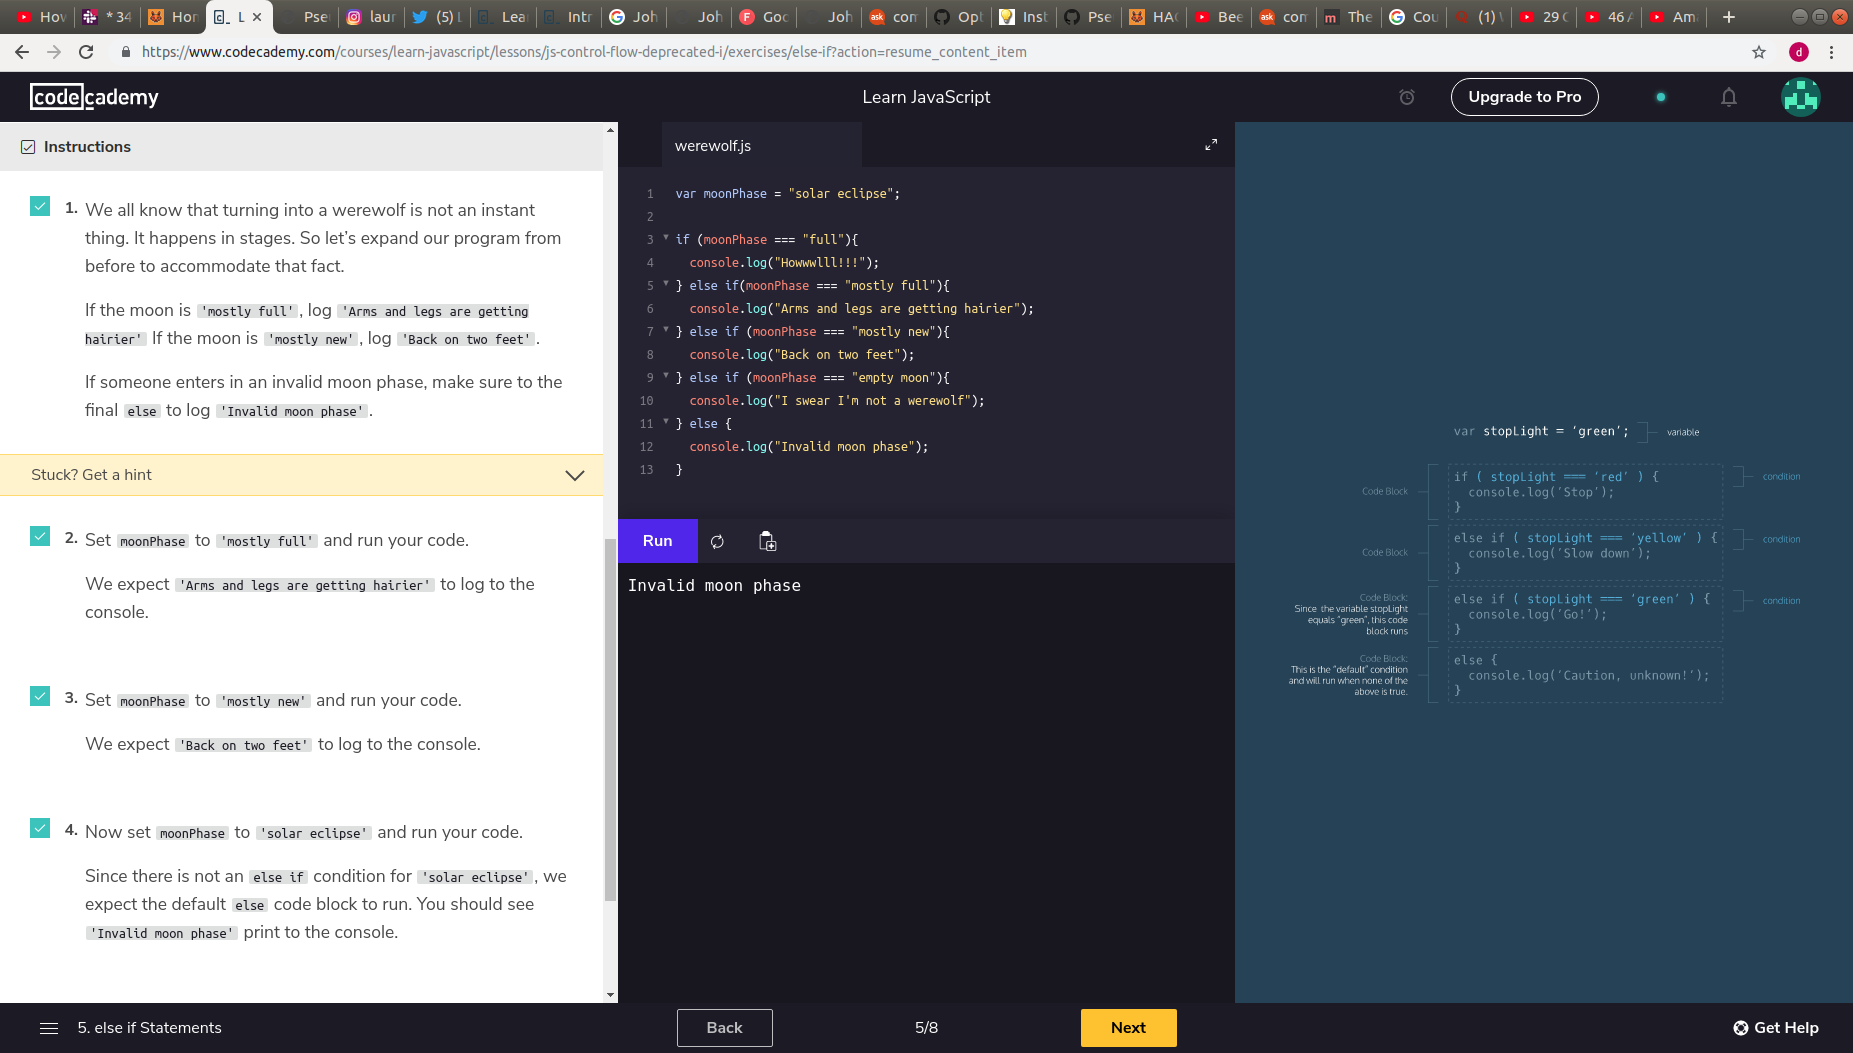 Hov
* 34
Hor
L
Pse
laur
(5) L
Lear
Intr
Joh
Joh
Goc
Joh
com
Opt
Inst
Pse
HAC
Bee
com
The
Cou
(1)
29 C
46 A
Am
https://www.codecademy.com/courses/learn-javascript/lessons/js-control-flow-deprecated-i/exercises/else-if?action=resume_content_item
d
codecademy
Learn JavaScript
Upgrade to Pro
Instructions
1. We all know that turning into a werewolf is not an instant
thing. It happens in stages. So let's expand our program from
before to accommodate that fact.
If the moon is 'mostly full', log 'Arms and legs are getting
hairier' If the moon is 'mostly new', log 'Back on two feet'.
If someone enters in an invalid moon phase, make sure to the
final else to log 'Invalid moon phase'.
Stuck? Get a hint
2. Set moonPhase to 'mostly full' and run your code.
We expect 'Arms and legs are getting hairier' to log to the
console.
3. Set moonPhase to 'mostly new' and run your code.
We expect 'Back on two feet' to log to the console.
4. Now set moonPhase to 'solar eclipse' and run your code.
Since there is not an else if condition for 'solar eclipse', we
expect the default else code block to run. You should see
'Invalid moon phase' print to the console.
werewolf.js
1 var moonPhase = "solar eclipse";
2
3 if (moonPhase === "full"){
4 console.log("Howwwlll!!!");
5 } else if(moonPhase === "mostly full"){
6 console.log("Arms and legs are getting hairier");
7 } else if (moonPhase === "mostly new"){
8 console.log("Back on two feet");
9 } else if (moonPhase === "empty moon"){
10 console.log("I swear I'm not a werewolf");
11 } else {
12 console.log("Invalid moon phase");
13 }
Run
Invalid moon phase
var stopLight = 'green'; variable
if ( stopLight === 'red' ) { condition
Code Block console.log('Stop');
}
else if ( stopLight === 'yellow' ) { condition
Code Block console.log('Slow down');
}
Code Block:
Since the variable stopLight
equals "green", this code
block runs
else if ( stopLight === 'green' ) { condition
console.log('Go!');
}
Code Block:
This is the "default" condition
and will run when none of the
above is true.
else {
console.log('Caution, unknown!');
}
5. else if Statements
Back
5/8
Next
Get Help